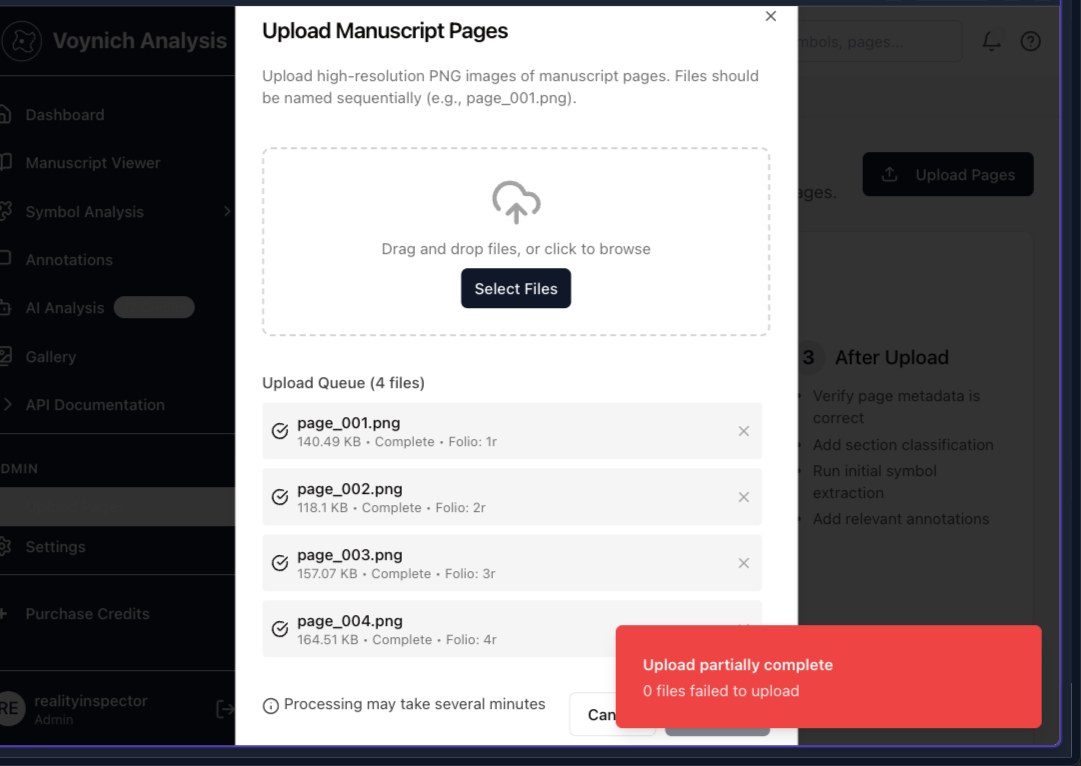 Voynich Analysis
Dashboard
Manuscript Viewer
Symbol Analysis
Annotations
AI Analysis
Gallery
API Documentation
DMIN
Settings
Purchase Credits
RE
realityinspector
Admin
Upload Manuscript Pages
Upload high-resolution PNG images of manuscript pages. Files should
be named sequentially (e.g., page_001.png).
Drag and drop files, or click to browse
Select Files
Upload Queue (4 files)
page_001.png
140.49 KB • Complete • Folio: 1r
page_002.png
118.1 KB • Complete • Folio: 2r
page_003.png
157.07 KB • Complete • Folio: 3r
page_004.png
164.51 KB • Complete • Folio: 4r
Processing may take several minutes
Can
mbols, pages...
ages.
Upload Pages
3 After Upload
• Verify page metadata is
correct
• Add section classification
• Run initial symbol
extraction
• Add relevant annotations
Upload partially complete
0 files failed to upload